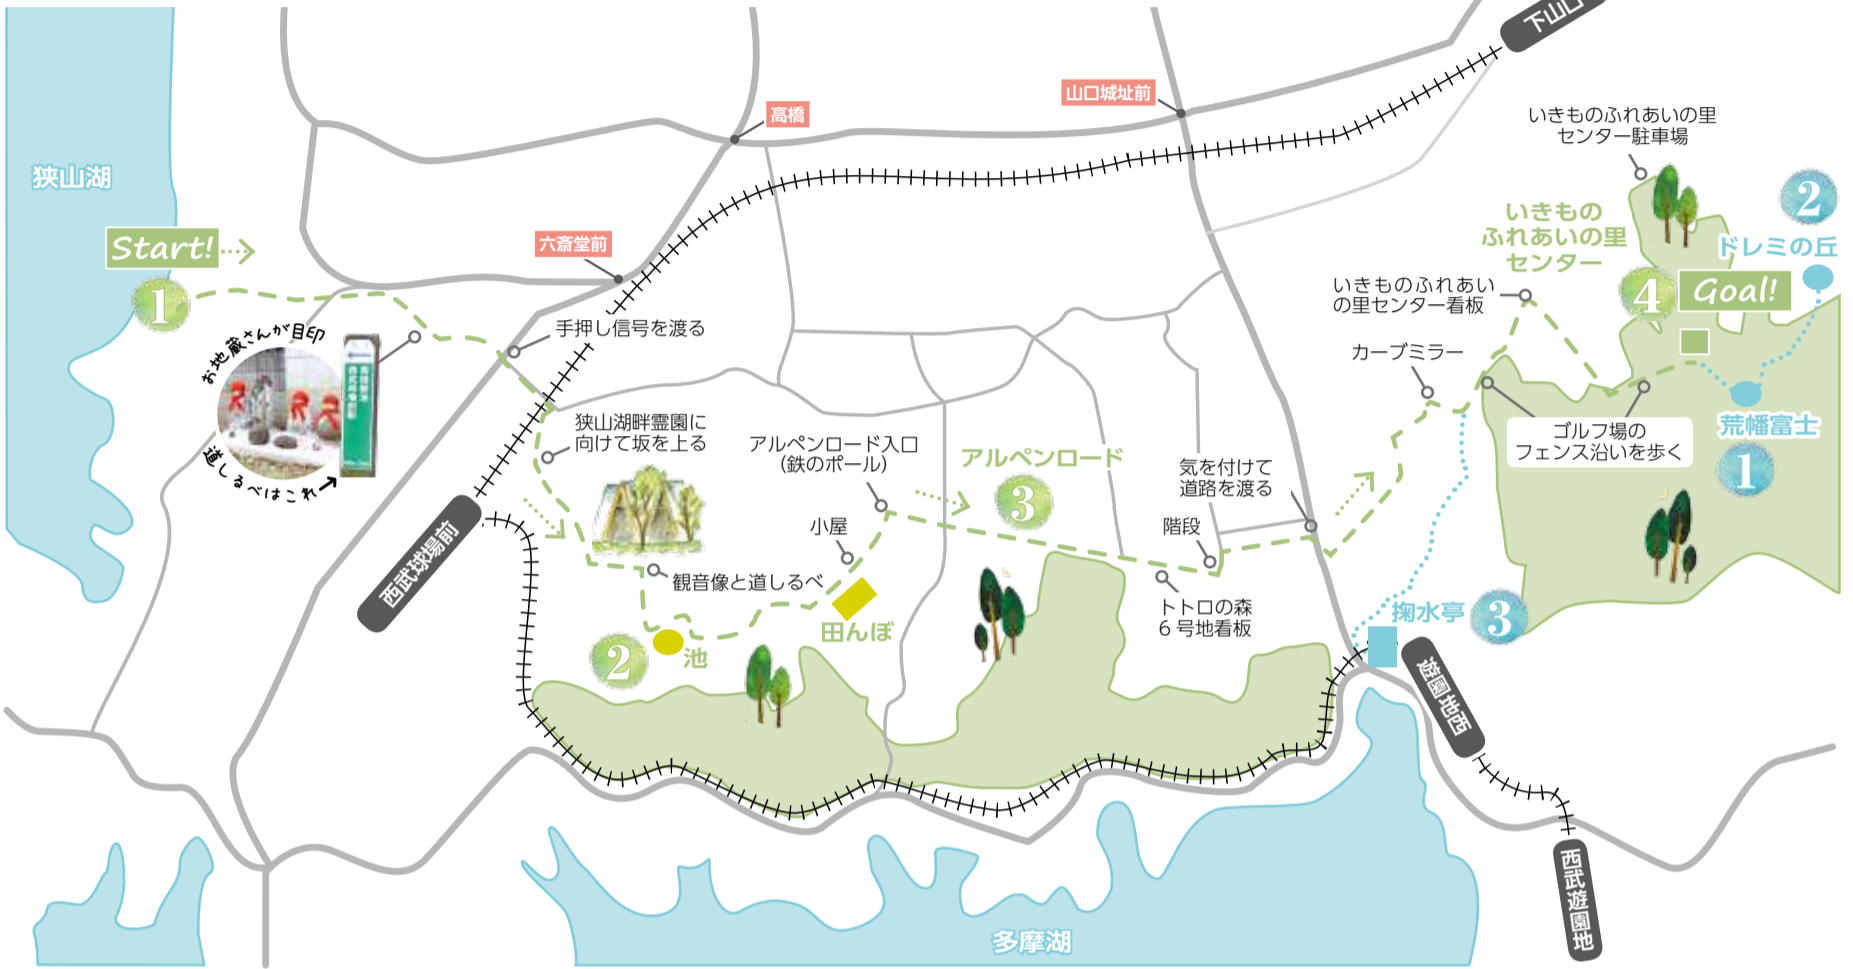 下山口
高橋
山口城址前
いきものふれあいの里
センター駐車場
狭山湖
2
いきもの
ふれあいの里
センター
ドレミの丘
Start!
六斎堂前
1
いきものふれあい
の里センター看板
4
Goal!
手押し信号を渡る
お地蔵さんが目印
カーブミラー
道しるべはこれ
狭山湖畔霊園に
向けて坂を上る
アルペンロード入口
(鉄のポール)
アルペンロード
3
気を付けて
道路を渡る
ゴルフ場の
フェンス沿いを歩く
荒幡富士
1
西武球場前
小屋
階段
観音像と道しるべ
田んぼ
トトロの森
6号地看板
掬水亭
3
2
池
遊園地西
西武遊園地
多摩湖